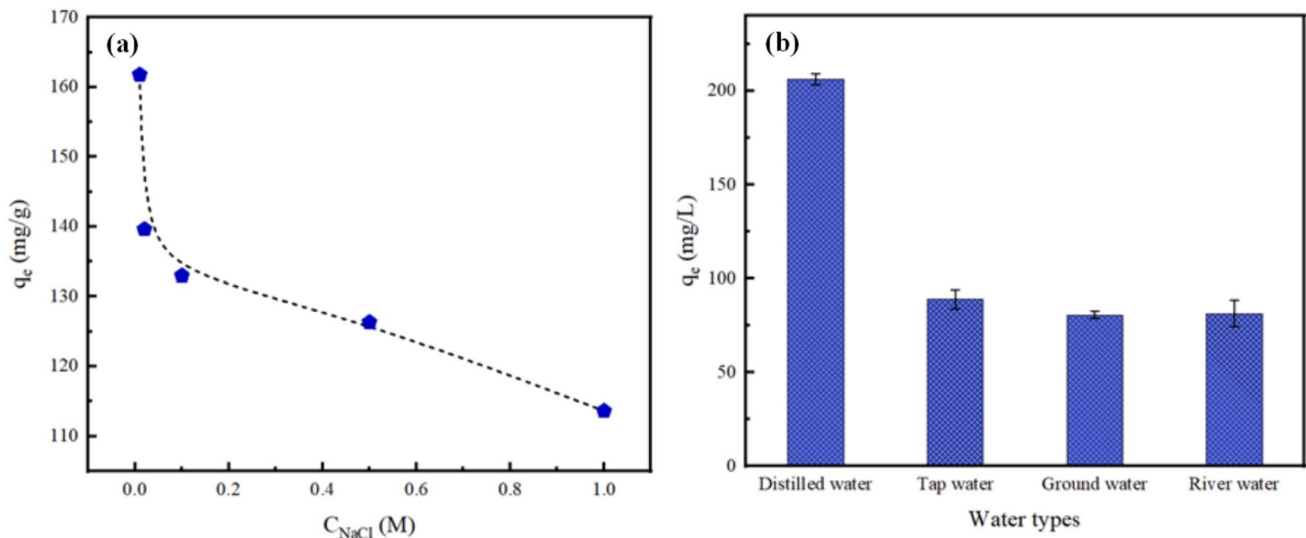 (a)
170
160
150
140
130
120
110
qe (mg/g)
0.0 0.2 0.4 0.6 0.8 1.0
CNaCl (M)
(b)
200
150
100
50
0
qe (mg/L)
Distilled water Tap water Ground water River water
Water types